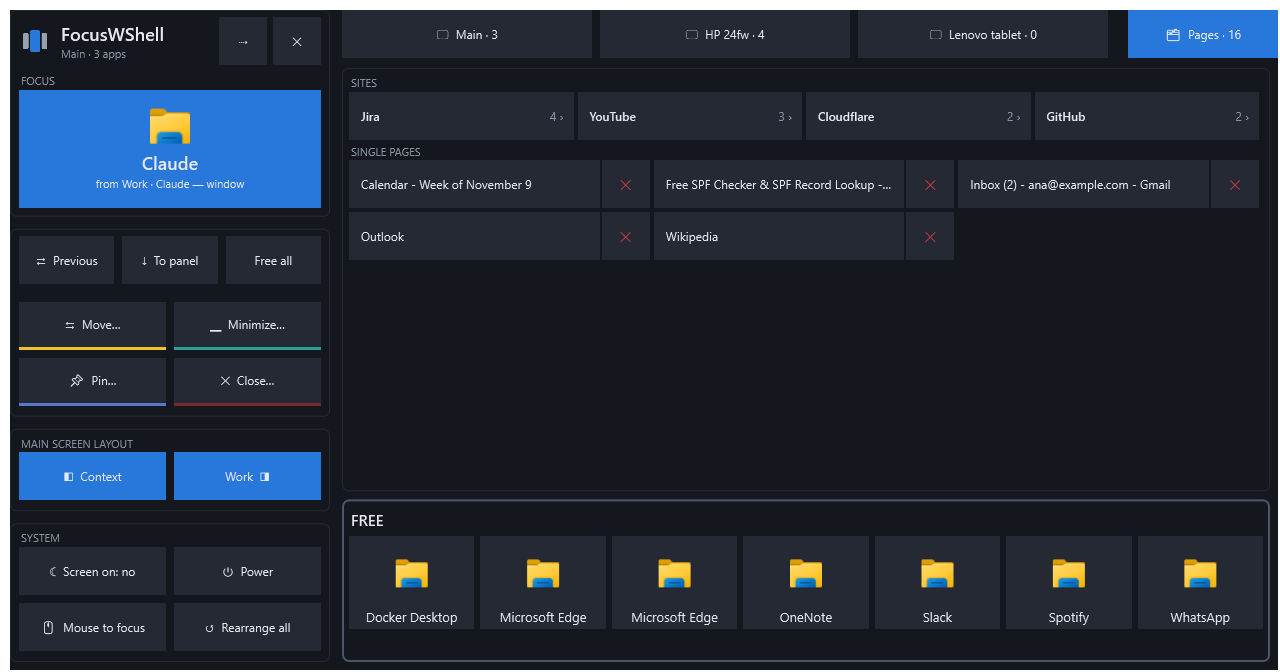 FocusWShell
Main · 3 apps
→
FOCUS
Claude
from Work · Claude — window
Previous
To panel
Free all
Move...
Minimize...
Pin...
Close...
MAIN SCREEN LAYOUT
Context
Work
SYSTEM
Screen on: no
Power
Mouse to focus
Rearrange all
Main · 3
HP 24fw · 4
Lenovo tablet · 0
Pages · 16
SITES
Jira 4 ›
YouTube 3 ›
Cloudflare 2 ›
GitHub 2 ›
SINGLE PAGES
Calendar - Week of November 9
Free SPF Checker & SPF Record Lookup -...
Inbox (2) - ana@example.com - Gmail
Outlook
Wikipedia
FREE
Docker Desktop
Microsoft Edge
Microsoft Edge
OneNote
Slack
Spotify
WhatsApp